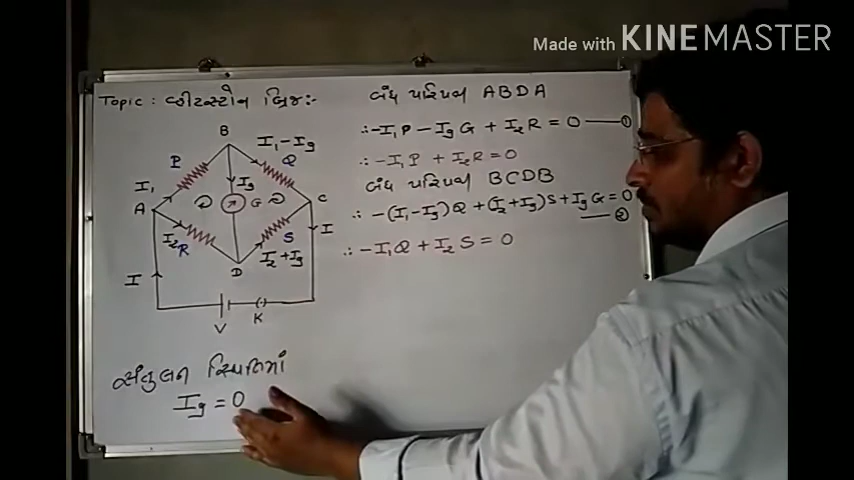 Made with KINEMASTER
Topic : વ્હીટસ્ટોન બ્રિજ:-
બંધ પરિપથ ABDA
∴ -I₁P - IgG + I₂R = 0 —— ①
∴ -I₁P + I₂R = 0
બંધ પરિપથ BCDB
∴ -(I₁-Ig)Q + (I₂+Ig)S + IgG = 0
—— ②
∴ -I₁Q + I₂S = 0
B
I₁-Ig
P
Q
I₁
Ig
A
G
C
I₂
R
S
I
D
I₂+Ig
I
V
K
સંતુલન સ્થિતિમાં
Ig = 0